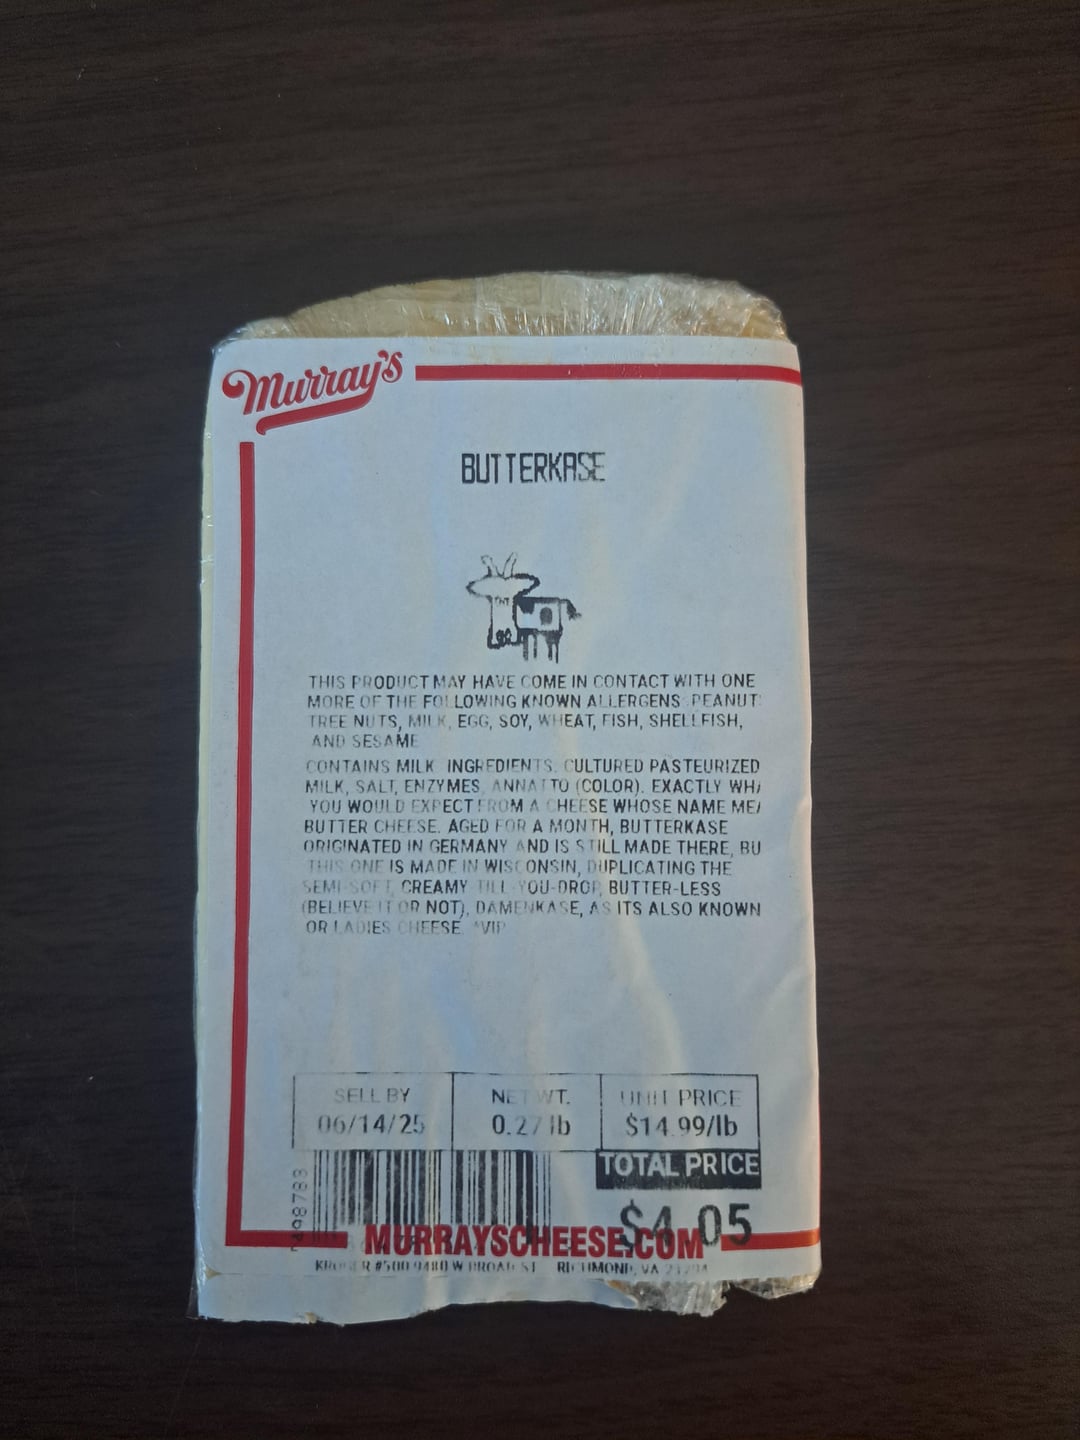 Murray's
BUTTERKASE
THIS PRODUCT MAY HAVE COME IN CONTACT WITH ONE
MORE OF THE FOLLOWING KNOWN ALLERGENS: PEANUT
TREE NUTS, MILK, EGG, SOY, WHEAT, FISH, SHELLFISH,
AND SESAME
CONTAINS MILK. INGREDIENTS: CULTURED PASTEURIZED
MILK, SALT, ENZYMES, ANNATTO (COLOR). EXACTLY WHA
YOU WOULD EXPECT FROM A CHEESE WHOSE NAME MEA
BUTTER CHEESE. AGED FOR A MONTH, BUTTERKASE
ORIGINATED IN GERMANY AND IS STILL MADE THERE, BU
THIS ONE IS MADE IN WISCONSIN, DUPLICATING THE
SEMI-SOFT, CREAMY TILL-YOU-DROP, BUTTER-LESS
(BELIEVE IT OR NOT), DAMENKASE, AS ITS ALSO KNOWN
OR LADIES CHEESE. *VIP
SELL BY NET WT. UNIT PRICE
06/14/25 0.27 lb $14.99/lb
TOTAL PRICE
$4.05
MURRAYSCHEESE.COM
KROGER #500 9480 W BROAD ST RICHMOND, VA 23294